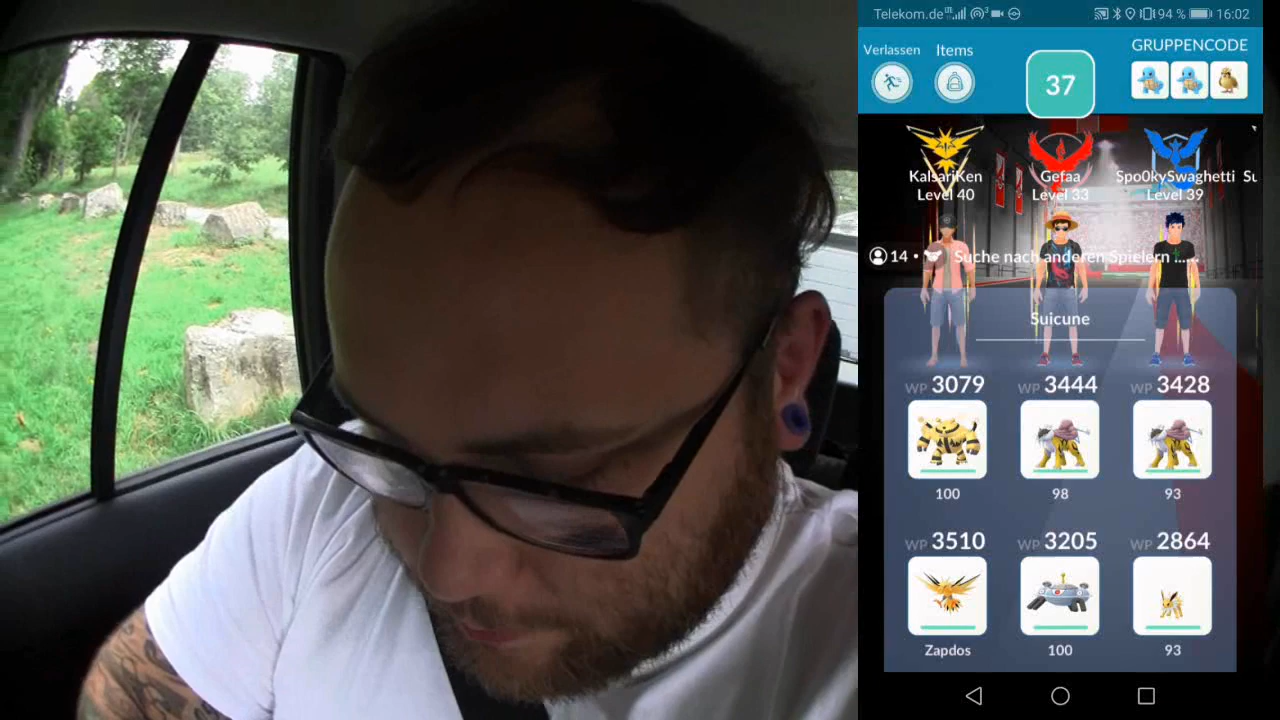 Telekom.de 94 % 16:02
Verlassen Items GRUPPENCODE
37
KalsariKen Gefaa Spo0kySwaghetti Su
Level 40 Level 33 Level 39
14 • Suche nach anderen Spielern ......
Suicune
WP 3079 WP 3444 WP 3428
100 98 93
WP 3510 WP 3205 WP 2864
Zapdos 100 93